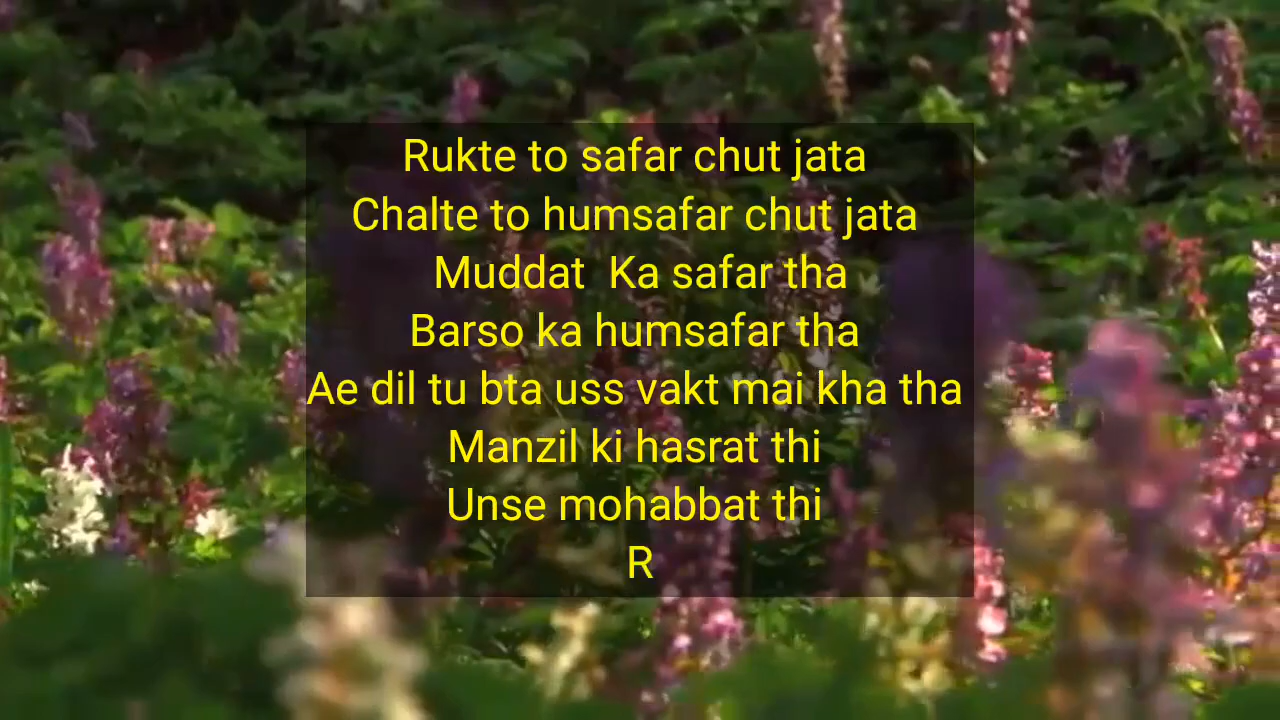 Rukte to safar chut jata
Chalte to humsafar chut jata
Muddat  Ka safar tha
Barso ka humsafar tha
Ae dil tu bta uss vakt mai kha tha
Manzil ki hasrat thi
Unse mohabbat thi
R